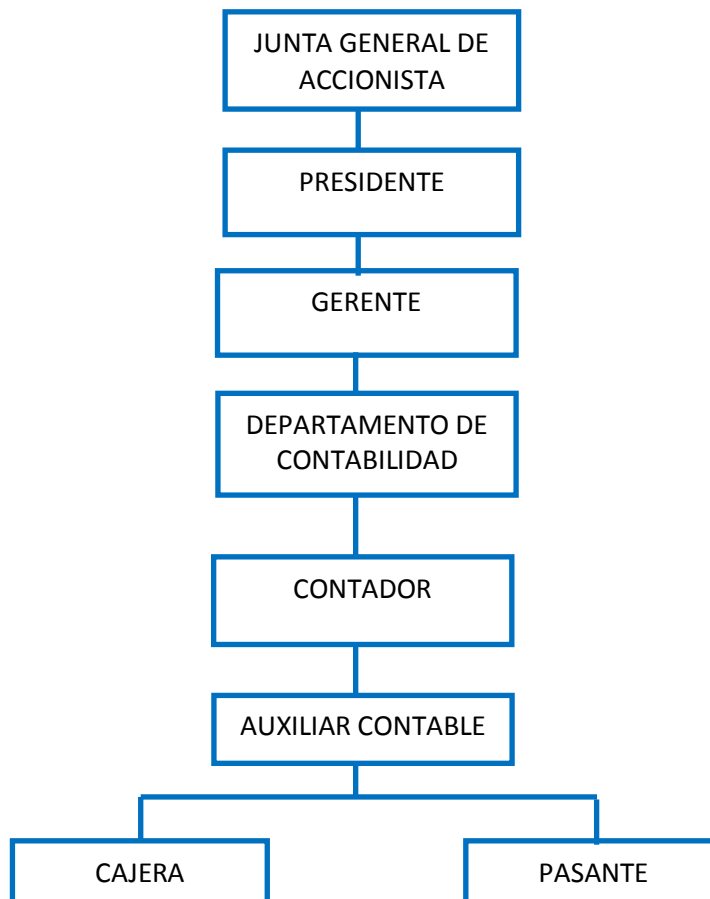 JUNTA GENERAL DE
ACCIONISTA
PRESIDENTE
GERENTE
DEPARTAMENTO DE
CONTABILIDAD
CONTADOR
AUXILIAR CONTABLE
CAJERA
PASANTE